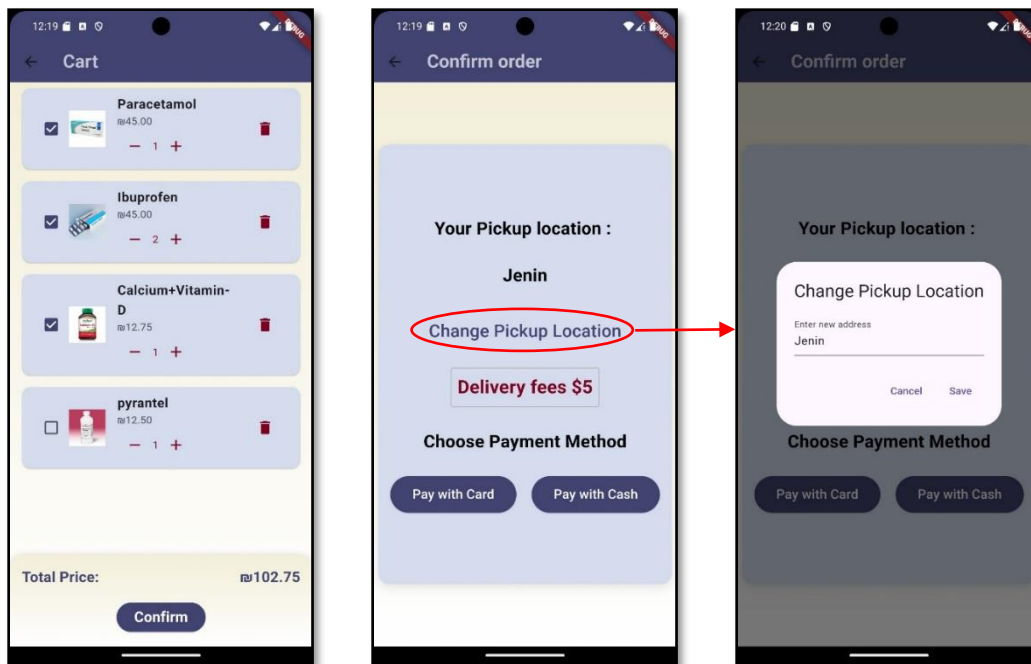 12:19
Cart
Paracetamol
₪45.00
1
Ibuprofen
₪45.00
2
Calcium+Vitamin-
D
₪12.75
1
pyrantel
₪12.50
1
Total Price: ₪102.75
Confirm
12:19
Confirm order
Your Pickup location :
Jenin
Change Pickup Location
Delivery fees $5
Choose Payment Method
Pay with Card Pay with Cash
12:20
Confirm order
Your Pickup location :
Change Pickup Location
Enter new address
Jenin
Cancel Save
Choose Payment Method
Pay with Card Pay with Cash